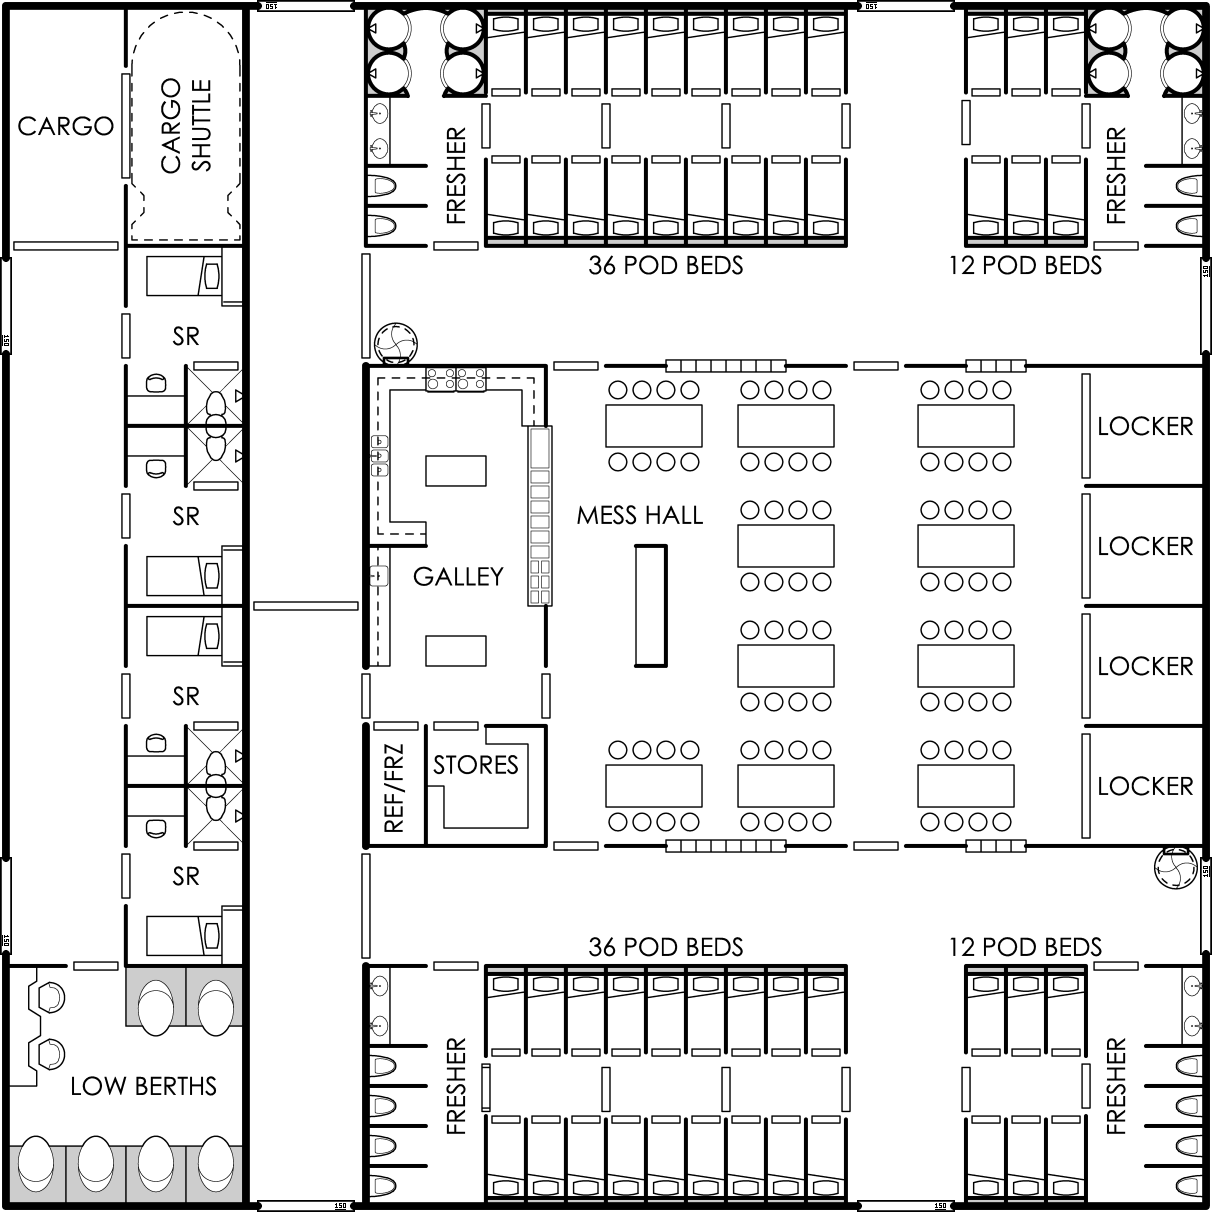 150
150
CARGO
CARGO
SHUTTLE
FRESHER
FRESHER
36 POD BEDS
12 POD BEDS
150
150
SR
LOCKER
SR
MESS HALL
LOCKER
GALLEY
LOCKER
SR
REF/FRZ
STORES
LOCKER
SR
150
150
36 POD BEDS
12 POD BEDS
LOW BERTHS
FRESHER
FRESHER
150
150